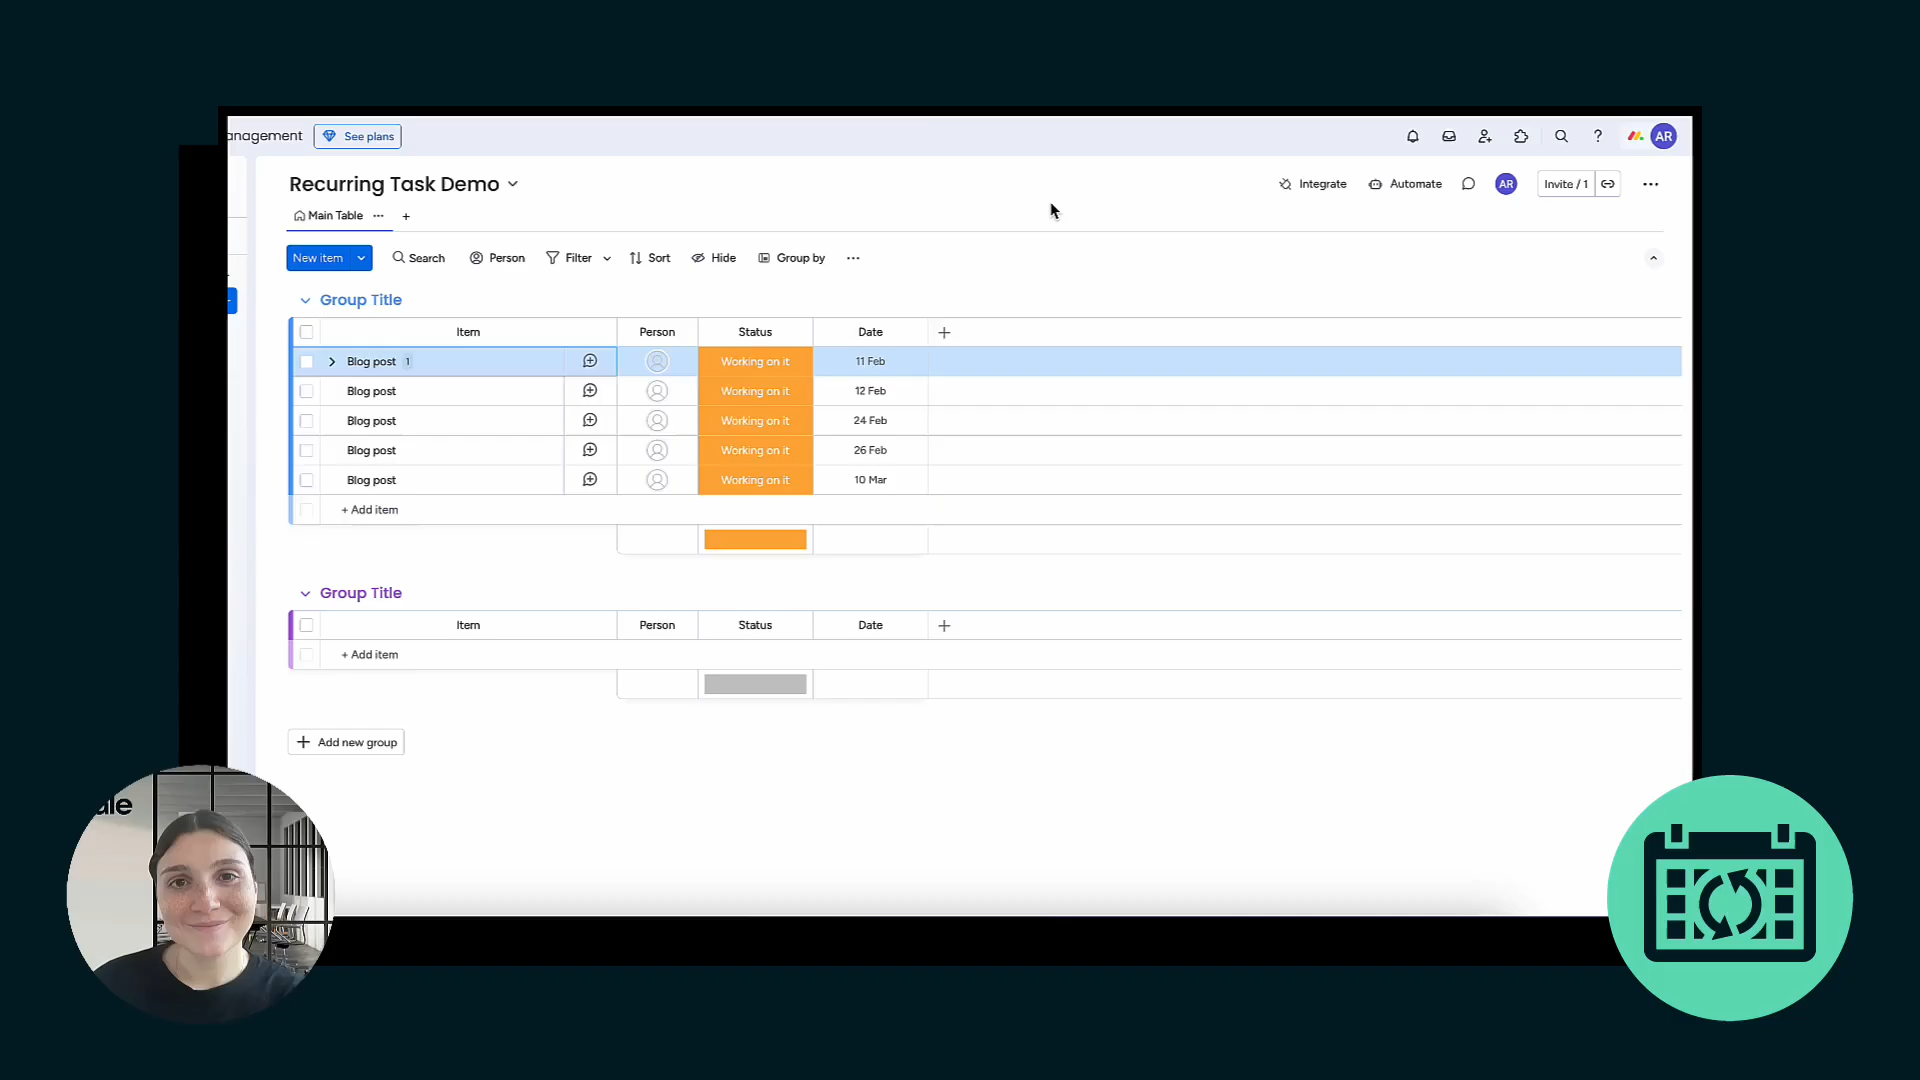 anagement See plans AR
Recurring Task Demo Integrate Automate AR Invite / 1
Main Table
New item Search Person Filter Sort Hide Group by
Group Title
Item Person Status Date
Blog post 1 Working on it 11 Feb
Blog post Working on it 12 Feb
Blog post Working on it 24 Feb
Blog post Working on it 26 Feb
Blog post Working on it 10 Mar
+ Add item
Group Title
Item Person Status Date
+ Add item
+ Add new group